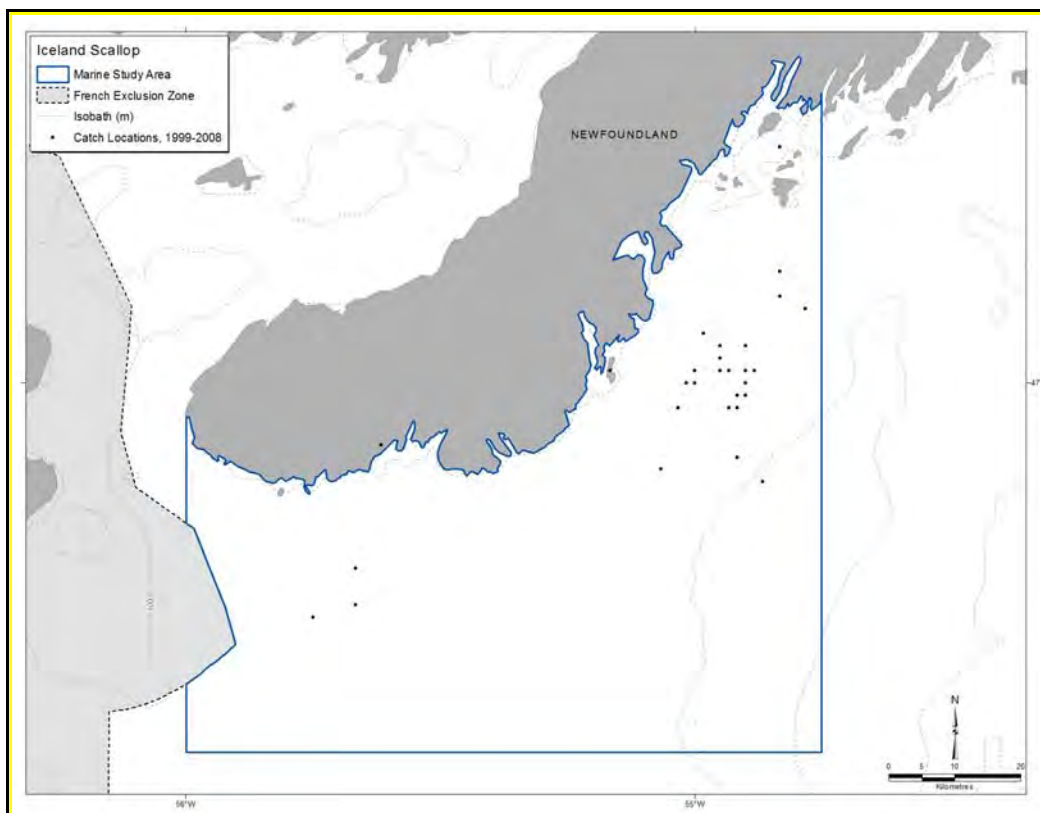 Iceland Scallop
Marine Study Area
French Exclusion Zone
Isobath (m)
Catch Locations, 1999-2008
NEWFOUNDLAND
47°
N
0 5 10 20
Kilometres
56°W
55°W